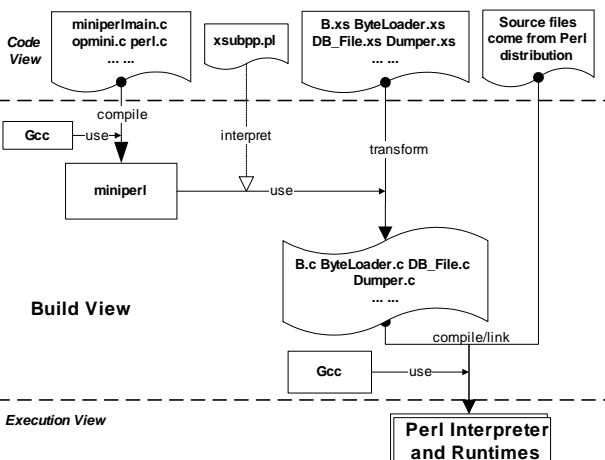 Code
View
miniperlmain.c
opmini.c perl.c
... ...
xsubpp.pl
B.xs ByteLoader.xs
DB_File.xs Dumper.xs
... ...
Source files
come from Perl
distribution
compile
Gcc
use
interpret
transform
miniperl
use
B.c ByteLoader.c DB_File.c
Dumper.c
... ...
Build View
compile/link
Gcc
use
Execution View
Perl Interpreter
and Runtimes